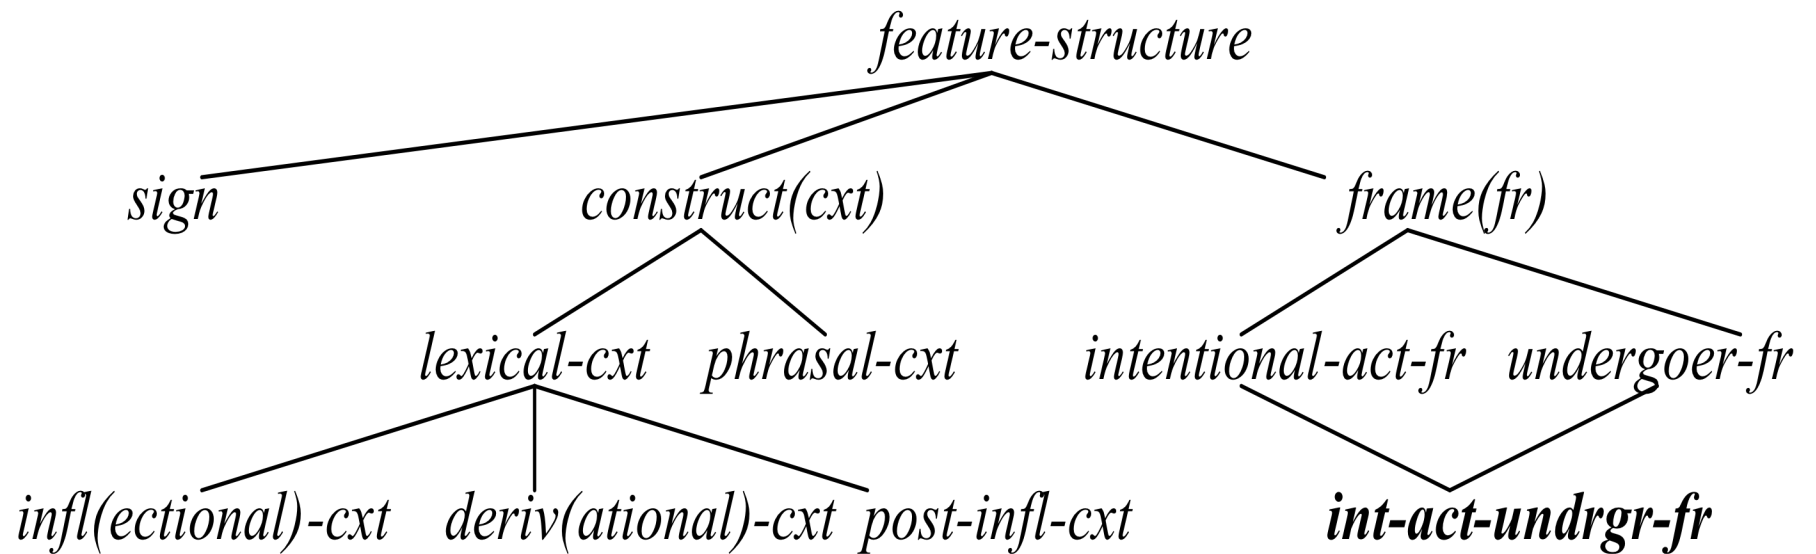 feature-structure
sign construct(cxt) frame(fr)
lexical-cxt phrasal-cxt intentional-act-fr undergoer-fr
infl(ectional)-cxt deriv(ational)-cxt post-infl-cxt int-act-undrgr-fr